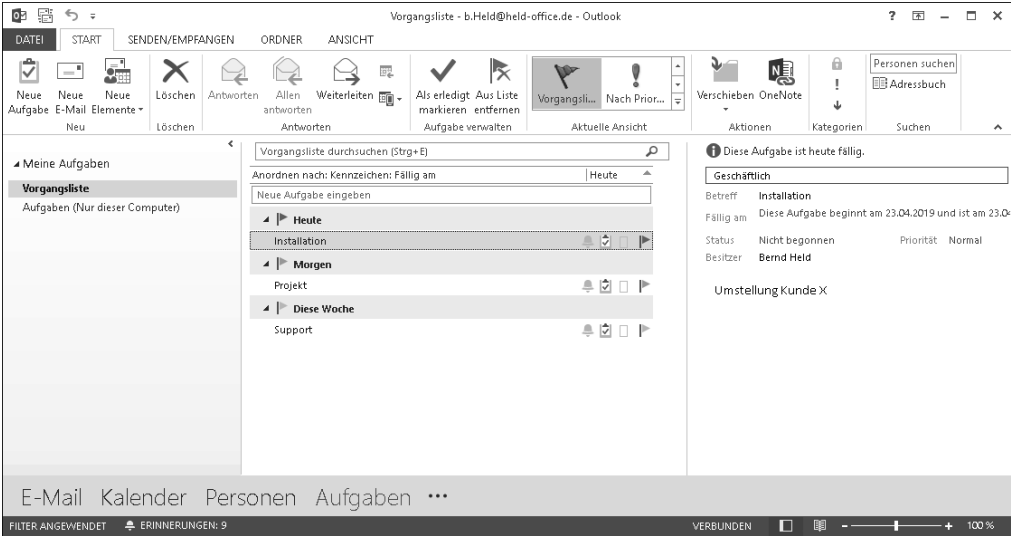 Vorgangsliste - b.Held@held-office.de - Outlook
DATEI START SENDEN/EMPFANGEN ORDNER ANSICHT
Neue Aufgabe
Neue E-Mail
Neue Elemente
Neu
Löschen
Löschen
Antworten
Allen antworten
Weiterleiten
Antworten
Als erledigt markieren
Aus Liste entfernen
Aufgabe verwalten
Vorgangsli...
Nach Prior...
Aktuelle Ansicht
Verschieben
OneNote
Aktionen
Kategorien
Personen suchen
Adressbuch
Suchen
Meine Aufgaben
Vorgangsliste
Aufgaben (Nur dieser Computer)
Vorgangsliste durchsuchen (Strg+E)
Anordnen nach: Kennzeichen: Fällig am Heute
Neue Aufgabe eingeben
Heute
Installation
Morgen
Projekt
Diese Woche
Support
Diese Aufgabe ist heute fällig.
Geschäftlich
Betreff Installation
Fällig am Diese Aufgabe beginnt am 23.04.2019 und ist am 23.04
Status Nicht begonnen Priorität Normal
Besitzer Bernd Held
Umstellung Kunde X
E-Mail Kalender Personen Aufgaben ...
FILTER ANGEWENDET ERINNERUNGEN: 9 VERBUNDEN 100 %